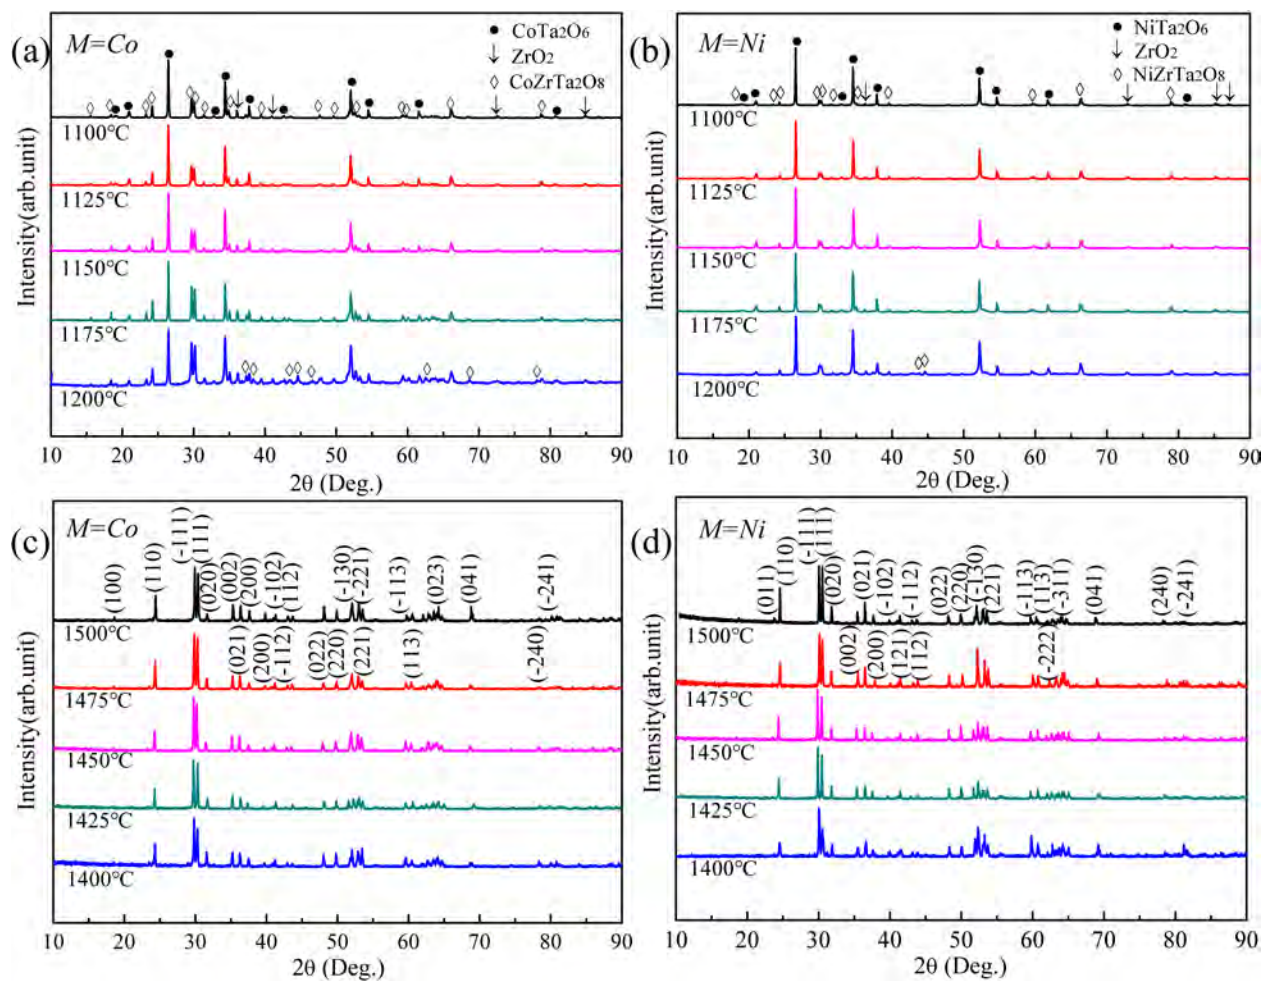 (a)
M=Co
CoTa2O6
ZrO2
CoZrTa2O8
1100°C
1125°C
1150°C
1175°C
1200°C
Intensity(arb.unit)
10 20 30 40 50 60 70 80 90
2θ (Deg.)
(b)
M=Ni
NiTa2O6
ZrO2
NiZrTa2O8
1100°C
1125°C
1150°C
1175°C
1200°C
Intensity(arb.unit)
10 20 30 40 50 60 70 80 90
2θ (Deg.)
(c)
M=Co
(100)
(110)
(-111)
(111)
(020)
(002)
(200)
(-102)
(112)
(-130)
(-221)
(-113)
(023)
(041)
(-241)
1500°C
(021)
(200)
(-112)
(022)
(220)
(221)
(113)
(-240)
1475°C
1450°C
1425°C
1400°C
Intensity(arb.unit)
10 20 30 40 50 60 70 80 90
2θ (Deg.)
(d)
M=Ni
(011)
(110)
(-111)
(111)
(020)
(021)
(-102)
(-112)
(022)
(220)
(-130)
(221)
(-113)
(113)
(-311)
(041)
(240)
(-241)
1500°C
(002)
(200)
(121)
(112)
(-222)
1475°C
1450°C
1425°C
1400°C
Intensity(arb.unit)
10 20 30 40 50 60 70 80 90
2θ (Deg.)